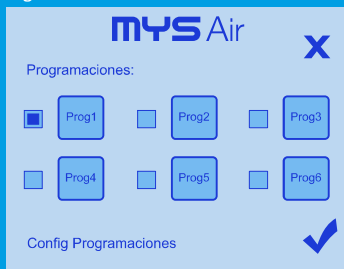 MYS Air
X
Programaciones:
Prog1 Prog2 Prog3
Prog4 Prog5 Prog6
Config Programaciones